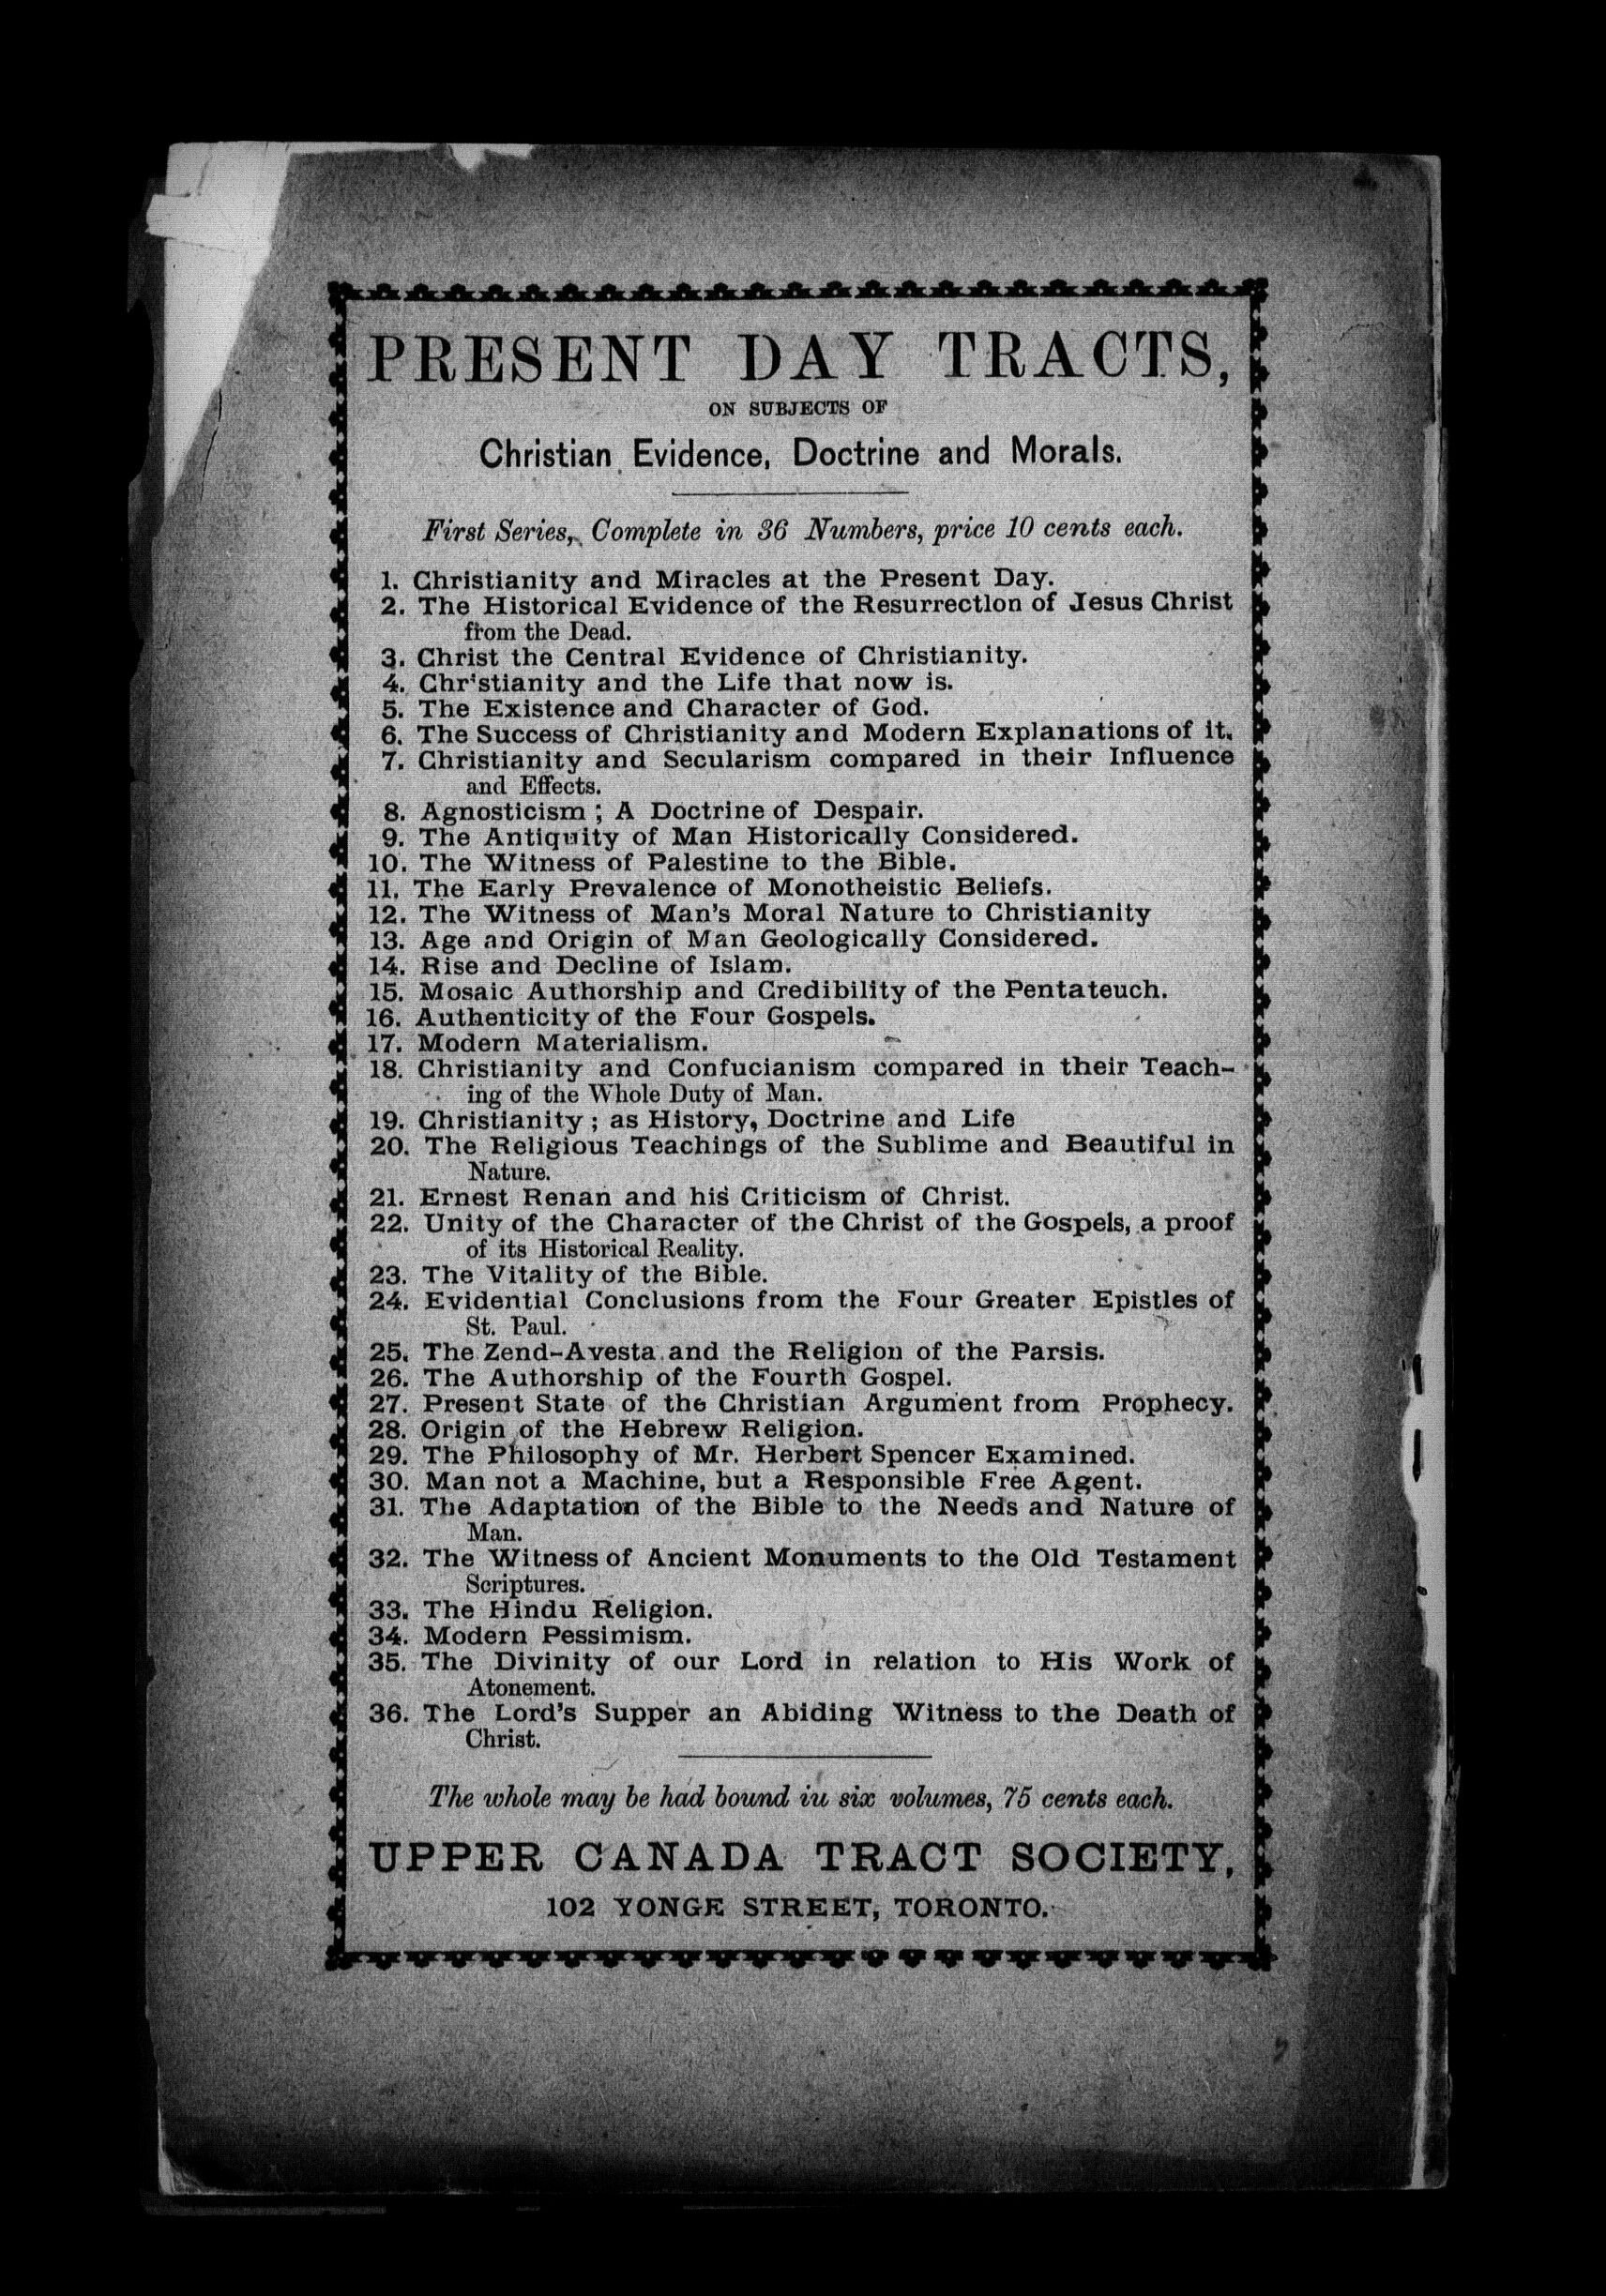 PRESENT DAY TRACTS,
ON SUBJECTS OF
Christian Evidence, Doctrine and Morals.
First Series, Complete in 36 Numbers, price 10 cents each.
1. Christianity and Miracles at the Present Day.
2. The Historical Evidence of the Resurrection of Jesus Christ
from the Dead.
3. Christ the Central Evidence of Christianity.
4. Chr'stianity and the Life that now is.
5. The Existence and Character of God.
6. The Success of Christianity and Modern Explanations of it.
7. Christianity and Secularism compared in their Influence
and Effects.
8. Agnosticism ; A Doctrine of Despair.
9. The Antiquity of Man Historically Considered.
10. The Witness of Palestine to the Bible.
11. The Early Prevalence of Monotheistic Beliefs.
12. The Witness of Man's Moral Nature to Christianity
13. Age and Origin of Man Geologically Considered.
14. Rise and Decline of Islam.
15. Mosaic Authorship and Credibility of the Pentateuch.
16. Authenticity of the Four Gospels.
17. Modern Materialism.
18. Christianity and Confucianism compared in their Teach-
ing of the Whole Duty of Man.
19. Christianity ; as History, Doctrine and Life
20. The Religious Teachings of the Sublime and Beautiful in
Nature.
21. Ernest Renan and his Criticism of Christ.
22. Unity of the Character of the Christ of the Gospels, a proof
of its Historical Reality.
23. The Vitality of the Bible.
24. Evidential Conclusions from the Four Greater Epistles of
St. Paul.
25. The Zend-Avesta and the Religion of the Parsis.
26. The Authorship of the Fourth Gospel.
27. Present State of the Christian Argument from Prophecy.
28. Origin of the Hebrew Religion.
29. The Philosophy of Mr. Herbert Spencer Examined.
30. Man not a Machine, but a Responsible Free Agent.
31. The Adaptation of the Bible to the Needs and Nature of
Man.
32. The Witness of Ancient Monuments to the Old Testament
Scriptures.
33. The Hindu Religion.
34. Modern Pessimism.
35. The Divinity of our Lord in relation to His Work of
Atonement.
36. The Lord's Supper an Abiding Witness to the Death of
Christ.
The whole may be had bound in six volumes, 75 cents each.
UPPER CANADA TRACT SOCIETY,
102 YONGE STREET, TORONTO.